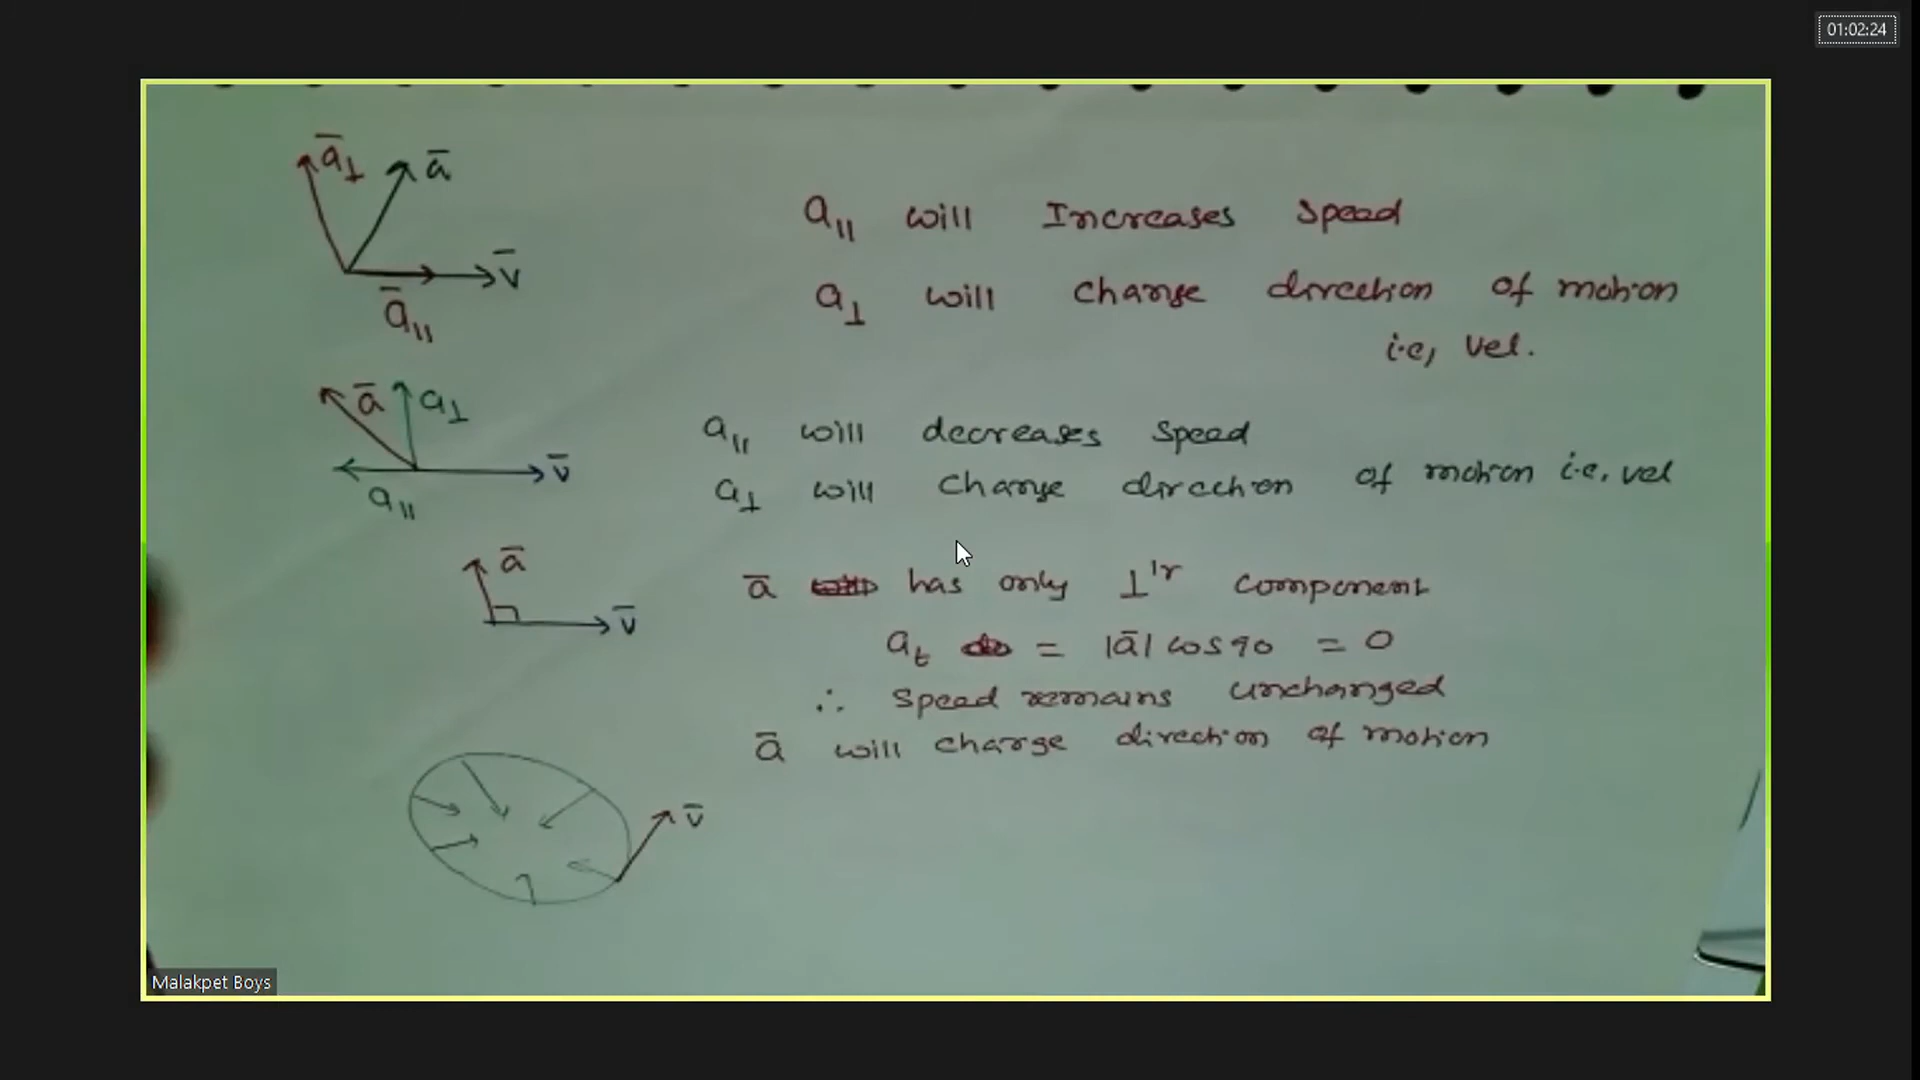 01:02:24
a̅⊥ a̅
v̅
a̅||
a|| will Increases Speed
a⊥ will change direction of motion
i.e, vel.
a̅ a⊥
v̅
a||
a|| will decreases speed
a⊥ will change direction of motion i.e, vel
a̅
v̅
a̅ has only ⊥'r component
at = |a̅| cos 90 = 0
∴ speed remains unchanged
a̅ will change direction of motion
v̅
Malakpet Boys